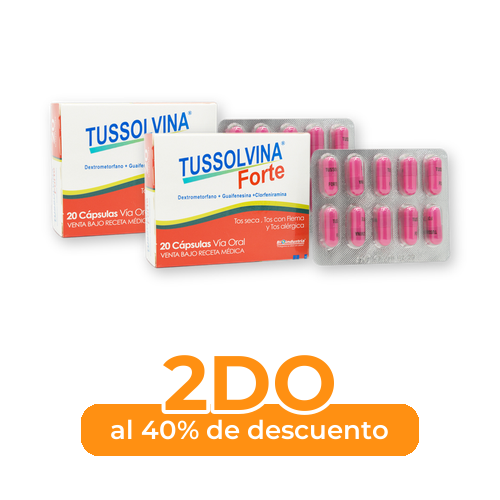 TUSSOLVINA®
Dextrometorfano • Guaifenesina •
20 Cápsulas Vía Oral
VENTA BAJO RECETA MÉDICA
TUSSOLVINA®
Forte
Dextrometorfano • Guaifenesina • Clorfeniramina
Tos seca, Tos con Flema
y Tos alérgica
20 Cápsulas Vía Oral
VENTA BAJO RECETA MÉDICA
2DO
al 40% de descuento